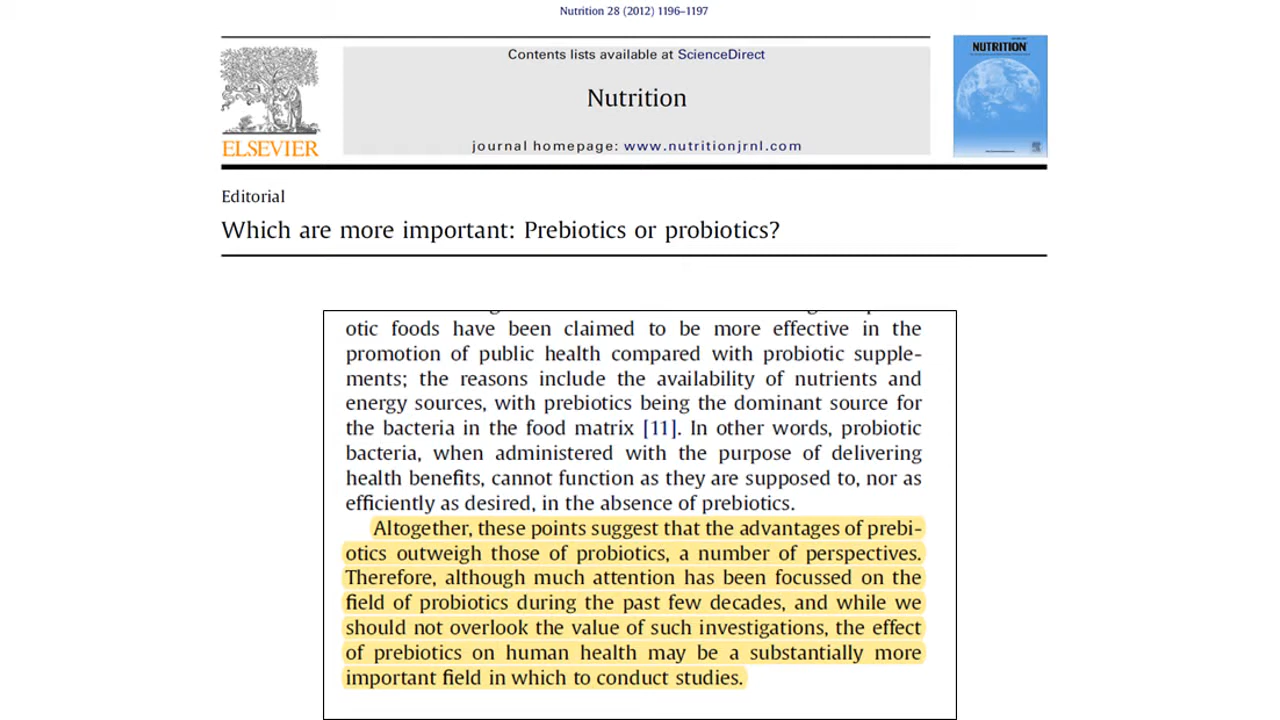 Nutrition 28 (2012) 1196–1197
Contents lists available at ScienceDirect
Nutrition
journal homepage: www.nutritionjrnl.com
ELSEVIER
NUTRITION
Editorial
Which are more important: Prebiotics or probiotics?
otic foods have been claimed to be more effective in the
promotion of public health compared with probiotic supple-
ments; the reasons include the availability of nutrients and
energy sources, with prebiotics being the dominant source for
the bacteria in the food matrix [11]. In other words, probiotic
bacteria, when administered with the purpose of delivering
health benefits, cannot function as they are supposed to, nor as
efficiently as desired, in the absence of prebiotics.
Altogether, these points suggest that the advantages of prebi-
otics outweigh those of probiotics, a number of perspectives.
Therefore, although much attention has been focussed on the
field of probiotics during the past few decades, and while we
should not overlook the value of such investigations, the effect
of prebiotics on human health may be a substantially more
important field in which to conduct studies.